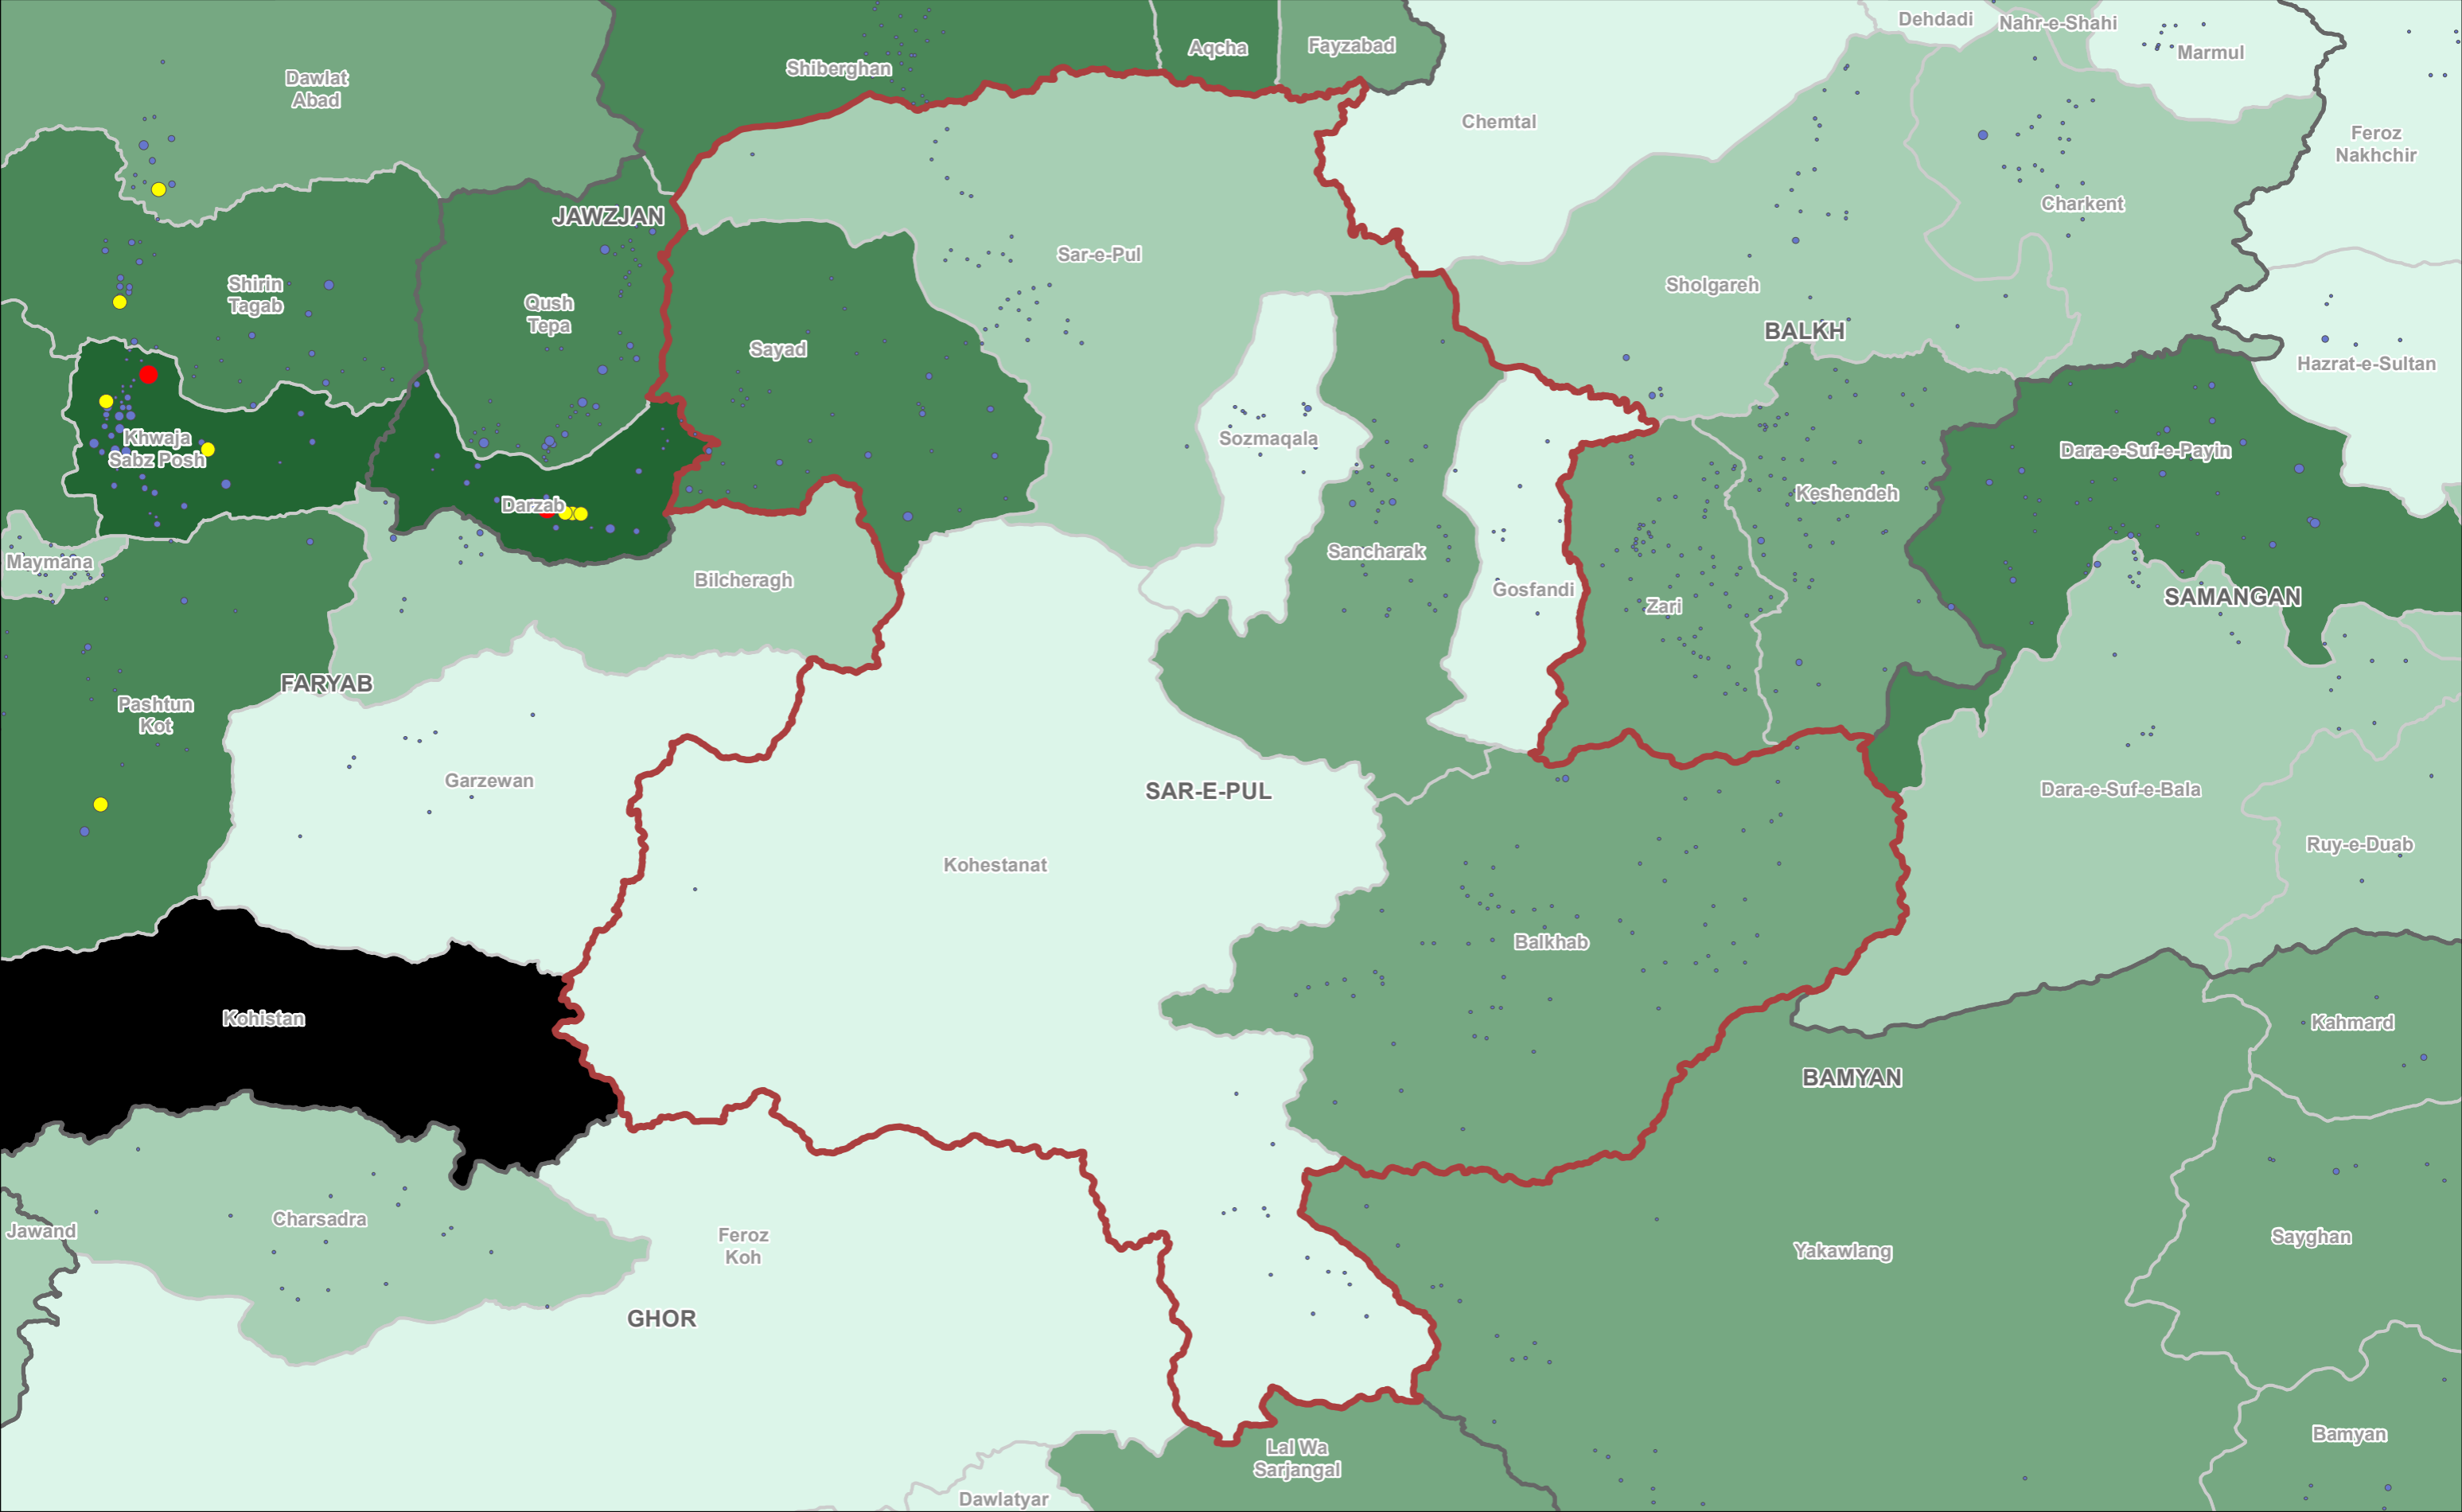 Dehdadi
Nahr-e-Shahi
Aqcha
Fayzabad
Marmul
Shiberghan
Dawlat
Abad
Chemtal
Feroz
Nakhchir
Charkent
JAWZJAN
Sar-e-Pul
Shirin
Tagab
Sholgareh
Qush
Tepa
BALKH
Sayad
Hazrat-e-Sultan
Khwaja
Sabz Posh
Sozmaqala
Dara-e-Suf-e-Payin
Keshendeh
Darzab
Sancharak
Maymana
Bilcheragh
Gosfandi
Zari
SAMANGAN
FARYAB
Pashtun
Kot
Garzewan
SAR-E-PUL
Dara-e-Suf-e-Bala
Ruy-e-Duab
Kohestanat
Balkhab
Kohistan
Kahmard
BAMYAN
Charsadra
Jawand
Feroz
Koh
Yakawlang
Sayghan
GHOR
Bamyan
Lal Wa
Sarjangal
Dawlatyar